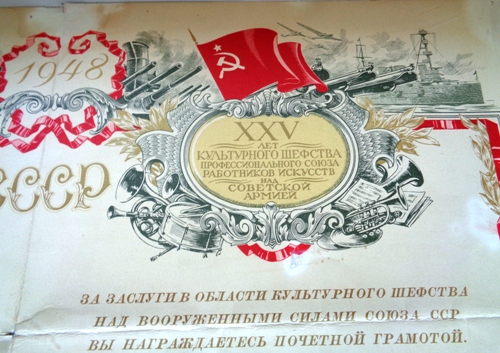 1948
СССР
XXV
ЛЕТ
КУЛЬТУРНОГО ШЕФСТВА
ПРОФЕССИОНАЛЬНОГО СОЮЗА
РАБОТНИКОВ ИСКУССТВ
НАД
СОВЕТСКОЙ
АРМИЕЙ
ЗА ЗАСЛУГИ В ОБЛАСТИ КУЛЬТУРНОГО ШЕФСТВА
НАД ВООРУЖЕННЫМИ СИЛАМИ СОЮЗА ССР
ВЫ НАГРАЖДАЕТЕСЬ ПОЧЕТНОЙ ГРАМОТОЙ.